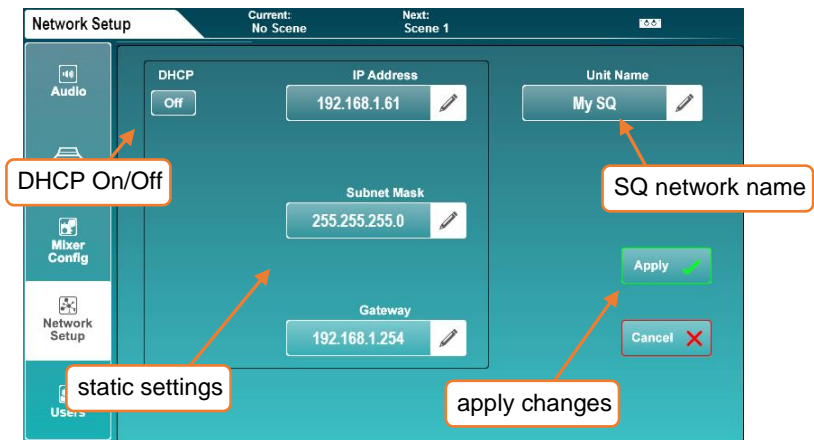 Network Setup
Current:
No Scene
Next:
Scene 1
Audio
DHCP
Off
IP Address
192.168.1.61
Unit Name
My SQ
DHCP On/Off
SQ network name
Subnet Mask
255.255.255.0
Mixer
Config
Apply
Network
Setup
Gateway
192.168.1.254
Cancel
static settings
apply changes
Users